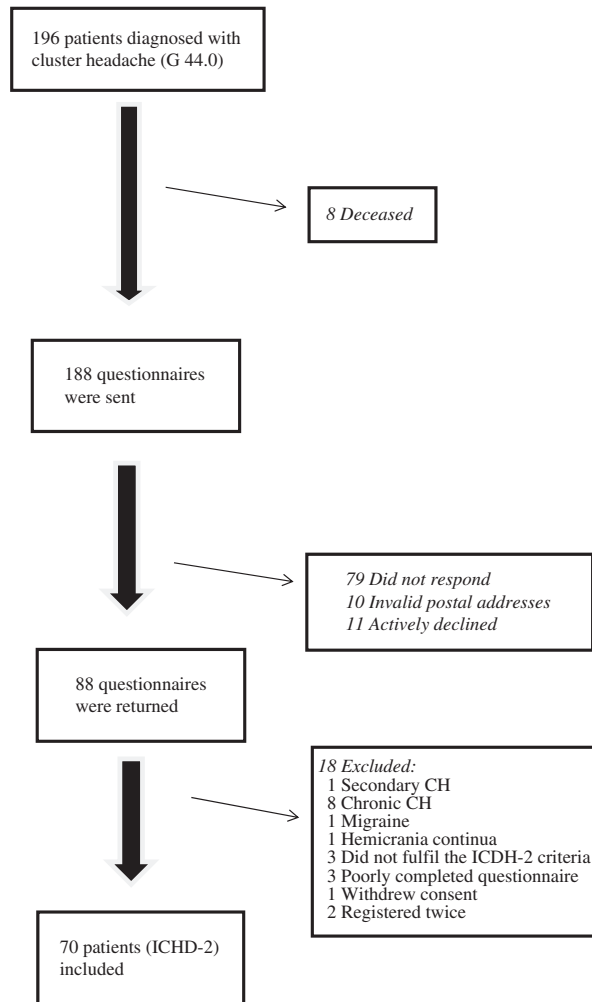 196 patients diagnosed with
cluster headache (G 44.0)
8 Deceased
188 questionnaires
were sent
79 Did not respond
10 Invalid postal addresses
11 Actively declined
88 questionnaires
were returned
18 Excluded:
1 Secondary CH
8 Chronic CH
1 Migraine
1 Hemicrania continua
3 Did not fulfil the ICDH-2 criteria
3 Poorly completed questionnaire
1 Withdrew consent
2 Registered twice
70 patients (ICHD-2)
included